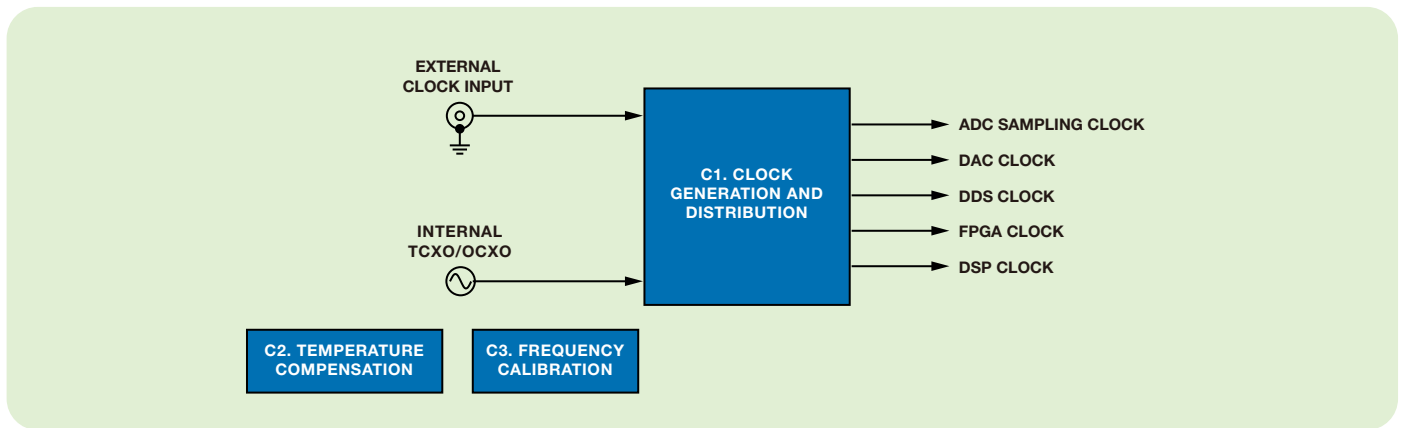 EXTERNAL
CLOCK INPUT
C1. CLOCK
GENERATION AND
DISTRIBUTION
ADC SAMPLING CLOCK
DAC CLOCK
DDS CLOCK
FPGA CLOCK
DSP CLOCK
INTERNAL
TCXO/OCXO
C2. TEMPERATURE
COMPENSATION
C3. FREQUENCY
CALIBRATION